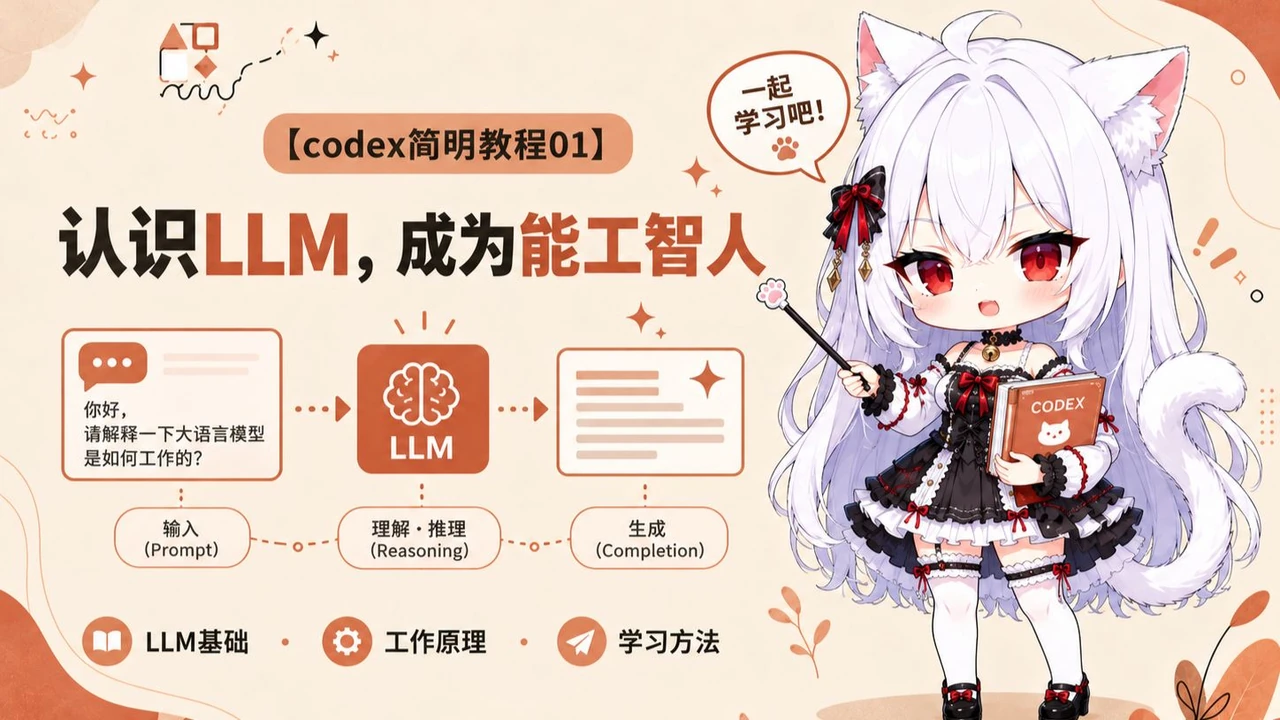 【codex简明教程01】
一起
学习吧!
认识LLM，成为能工智人
你好，
请解释一下大语言模型
是如何工作的?
LLM
输入
(Prompt)
理解·推理
(Reasoning)
生成
(Completion)
CODEX
LLM基础 • 工作原理 • 学习方法